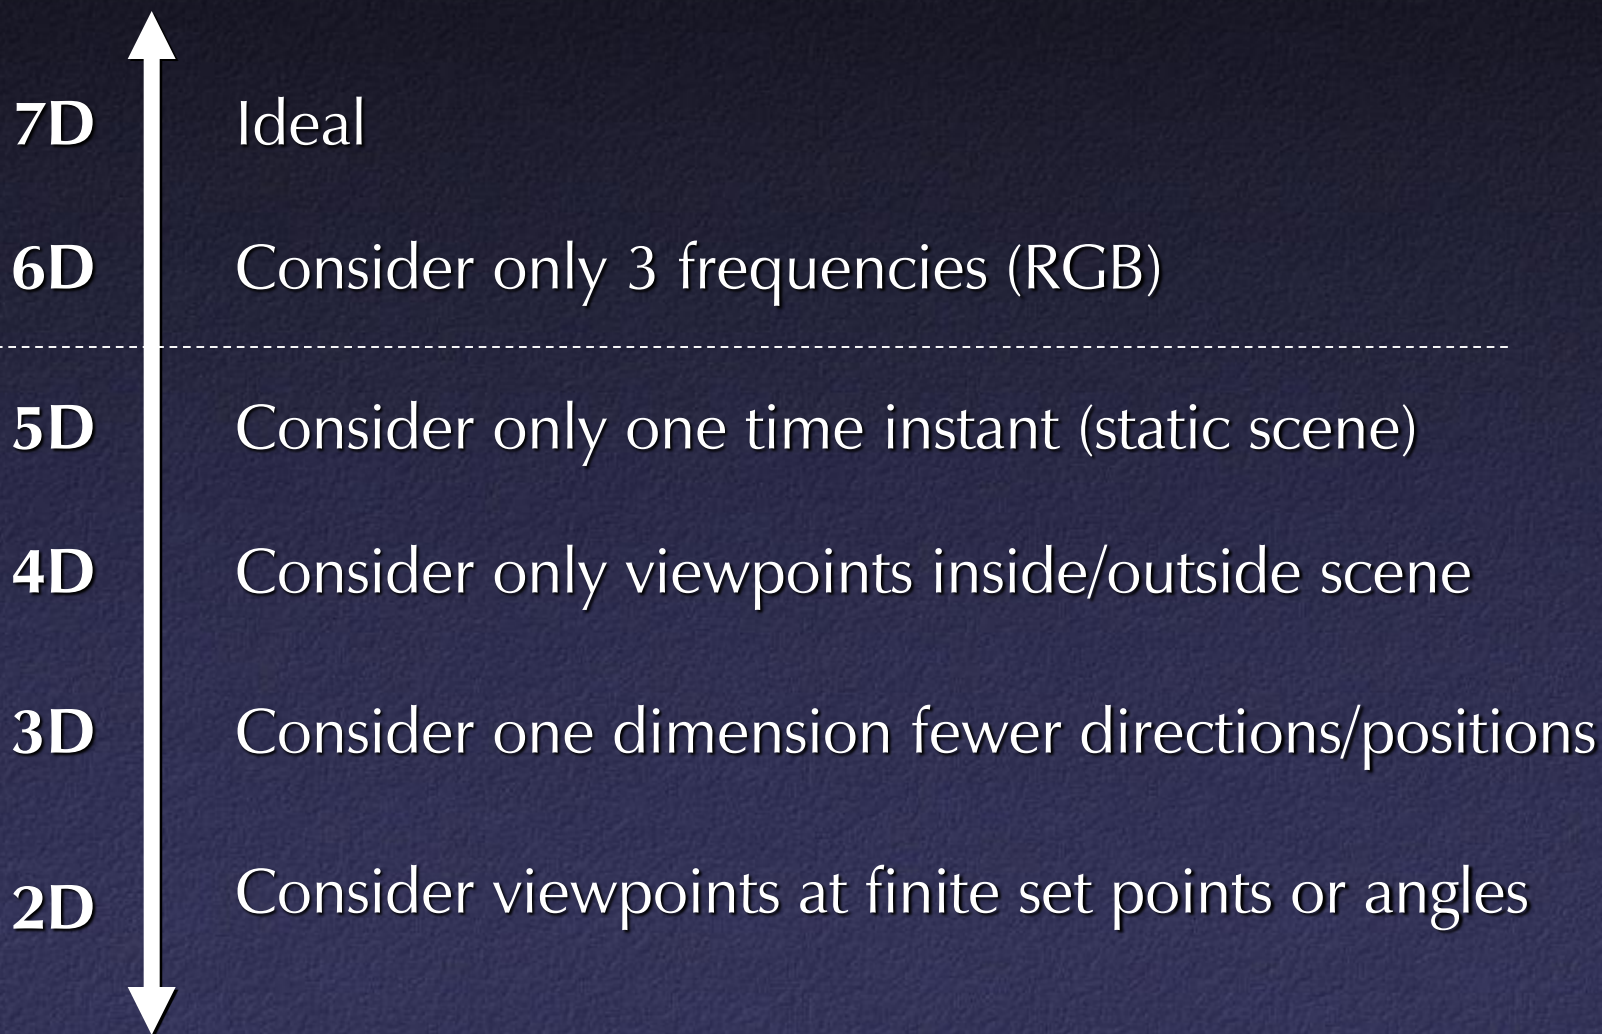 7D Ideal
6D Consider only 3 frequencies (RGB)
5D Consider only one time instant (static scene)
4D Consider only viewpoints inside/outside scene
3D Consider one dimension fewer directions/positions
2D Consider viewpoints at finite set points or angles